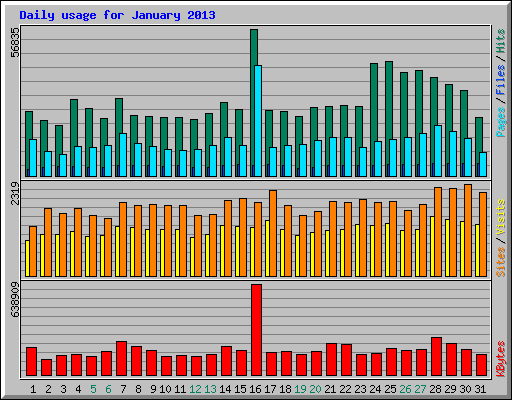 Daily usage for January 2013
56835
Pages / Files / Hits
2319
Sites / Visits
638909
KBytes
1 2 3 4 5 6 7 8 9 10 11 12 13 14 15 16 17 18 19 20 21 22 23 24 25 26 27 28 29 30 31